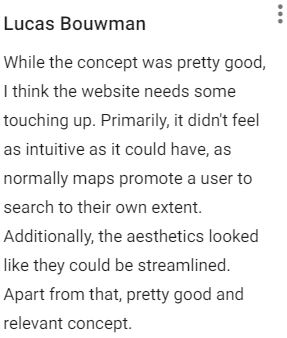 Lucas Bouwman
While the concept was pretty good,
I think the website needs some
touching up. Primarily, it didn't feel
as intuitive as it could have, as
normally maps promote a user to
search to their own extent.
Additionally, the aesthetics looked
like they could be streamlined.
Apart from that, pretty good and
relevant concept.